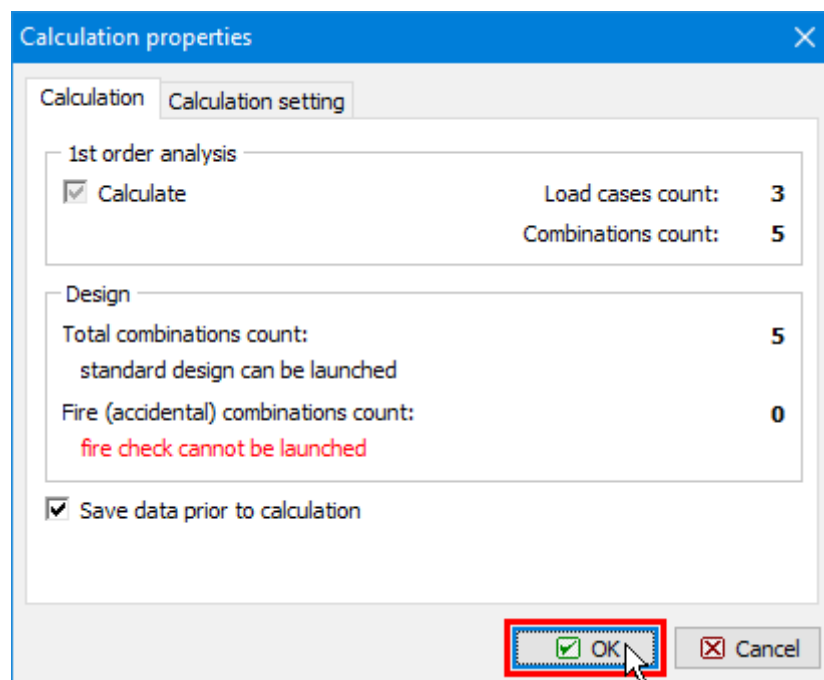 Calculation properties
Calculation Calculation setting
1st order analysis
Calculate Load cases count: 3
Combinations count: 5
Design
Total combinations count: 5
standard design can be launched
Fire (accidental) combinations count: 0
fire check cannot be launched
Save data prior to calculation
OK Cancel